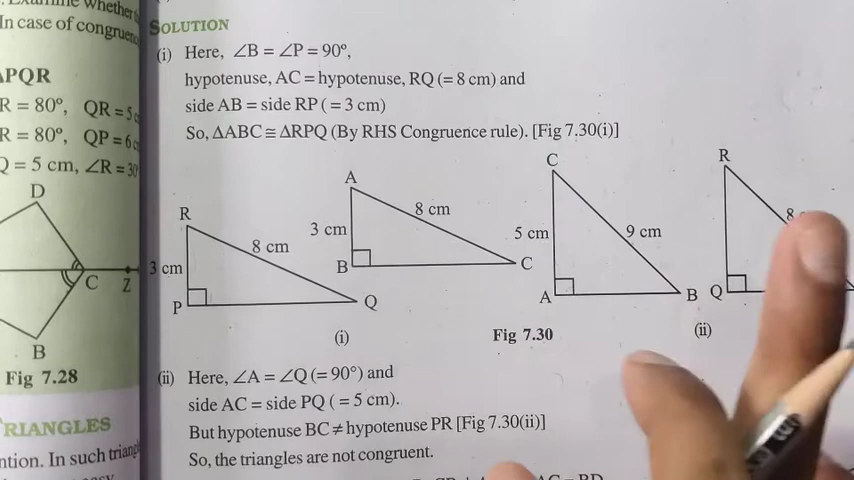 Examine whether
In case of congruen
PQR
R = 80°, QR = 5
R = 80°, QP = 6
Q = 5 cm, ∠R = 30°
D
C Z
B
Fig 7.28
RIANGLES
ntion. In such triang
SOLUTION
(i) Here, ∠B = ∠P = 90°,
hypotenuse, AC = hypotenuse, RQ (= 8 cm) and
side AB = side RP ( = 3 cm)
So, ΔABC ≅ ΔRPQ (By RHS Congruence rule). [Fig 7.30(i)]
R
3 cm
8 cm
P
Q
A
3 cm
8 cm
B
C
C
5 cm
9 cm
A
B
R
8
Q
(i)
Fig 7.30
(ii)
(ii) Here, ∠A = ∠Q (= 90°) and
side AC = side PQ ( = 5 cm).
But hypotenuse BC ≠ hypotenuse PR [Fig 7.30(ii)]
So, the triangles are not congruent.